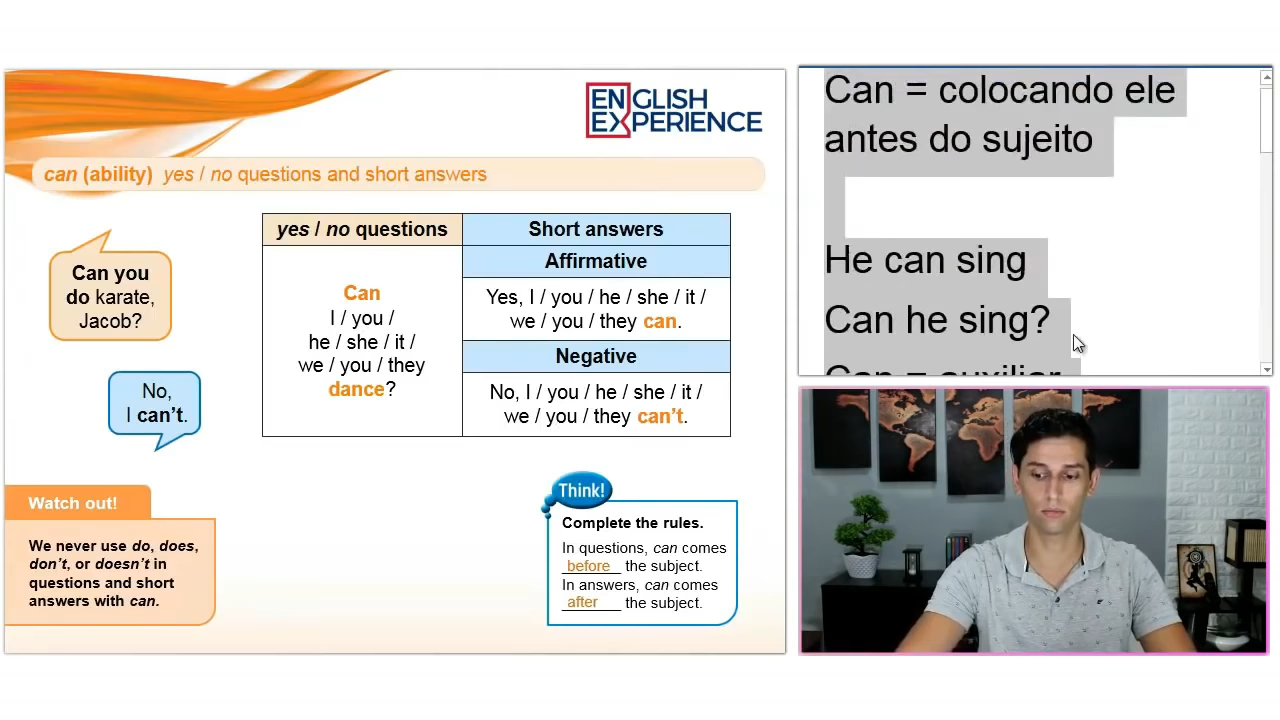 ENGLISH
EXPERIENCE
can (ability) yes / no questions and short answers
Can you
do karate,
Jacob?
No,
I can't.
yes / no questions
Can
I / you /
he / she / it /
we / you / they
dance?
Short answers
Affirmative
Yes, I / you / he / she / it /
we / you / they can.
Negative
No, I / you / he / she / it /
we / you / they can't.
Watch out!
We never use do, does,
don't, or doesn't in
questions and short
answers with can.
Think!
Complete the rules.
In questions, can comes
before the subject.
In answers, can comes
after the subject.
Can = colocando ele
antes do sujeito
He can sing
Can he sing?
Can = auxiliar